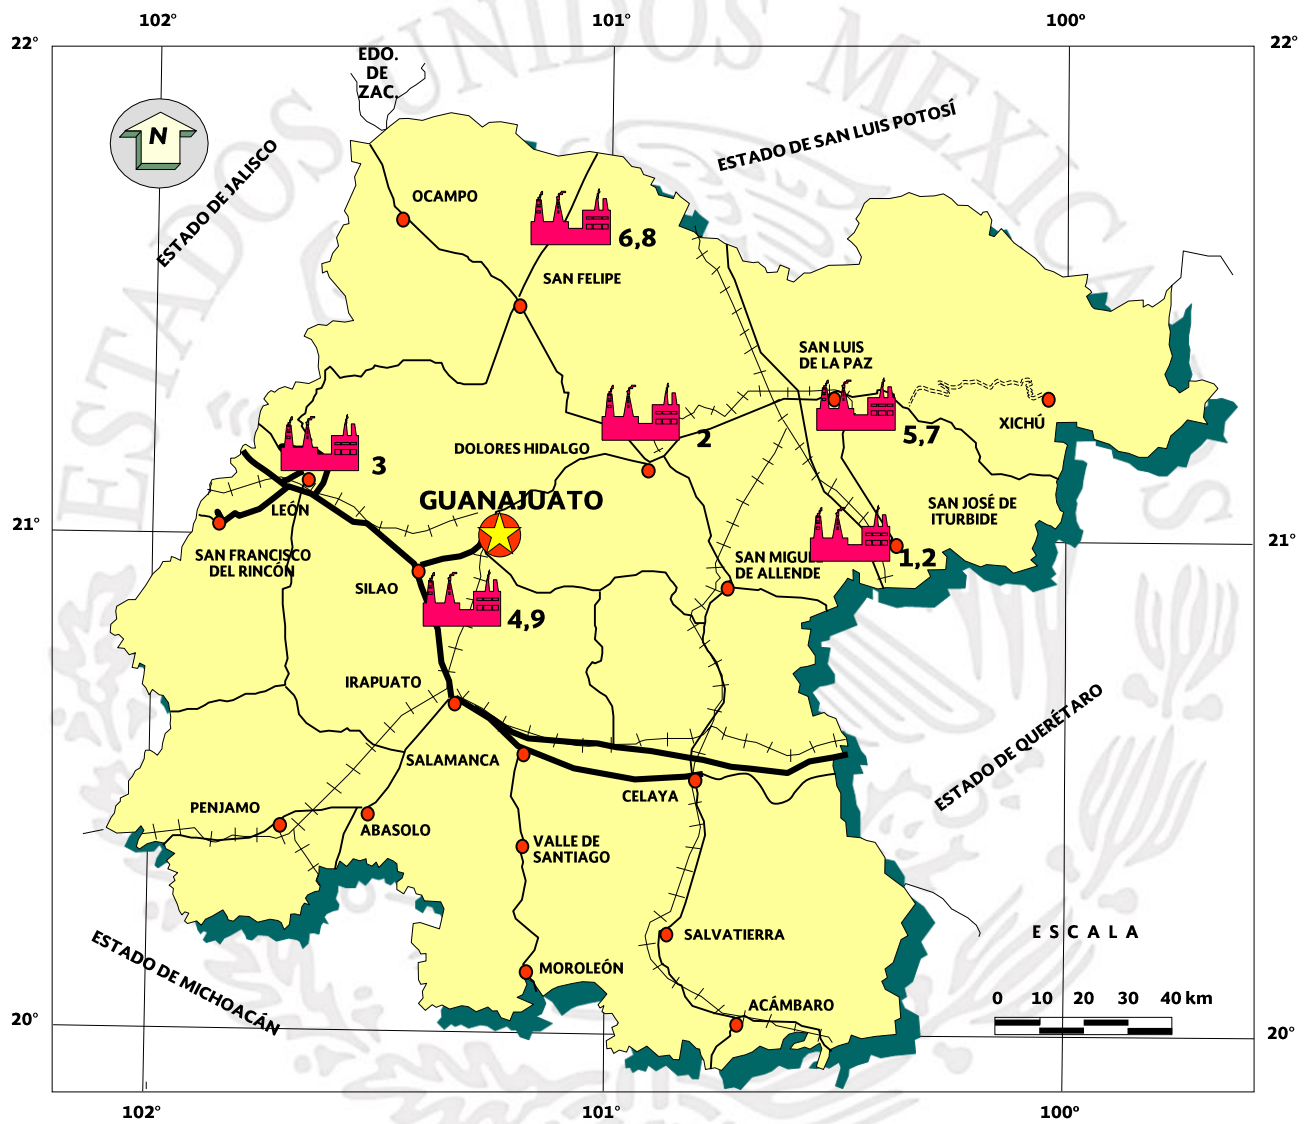 102°
101°
100°
22°
22°
EDO.
DE
ZAC.
N
ESTADOS UNIDOS MEXICA
ESTADO DE JALISCO
ESTADO DE SAN LUIS POTOSÍ
OCAMPO
6,8
SAN FELIPE
SAN LUIS
DE LA PAZ
XICHÚ
5,7
2
DOLORES HIDALGO
3
LEÓN
GUANAJUATO
SAN JOSÉ DE
ITURBIDE
21°
21°
SAN FRANCISCO
DEL RINCÓN
SILAO
SAN MIGUEL
DE ALLENDE
1,2
4,9
IRAPUATO
SALAMANCA
CELAYA
ESTADO DE QUERÉTARO
PENJAMO
ABASOLO
VALLE DE
SANTIAGO
SALVATIERRA
ESCALA
ESTADO DE MICHOACÁN
MOROLEÓN
ACÁMBARO
0 10 20 30 40 km
20°
20°
102°
101°
100°